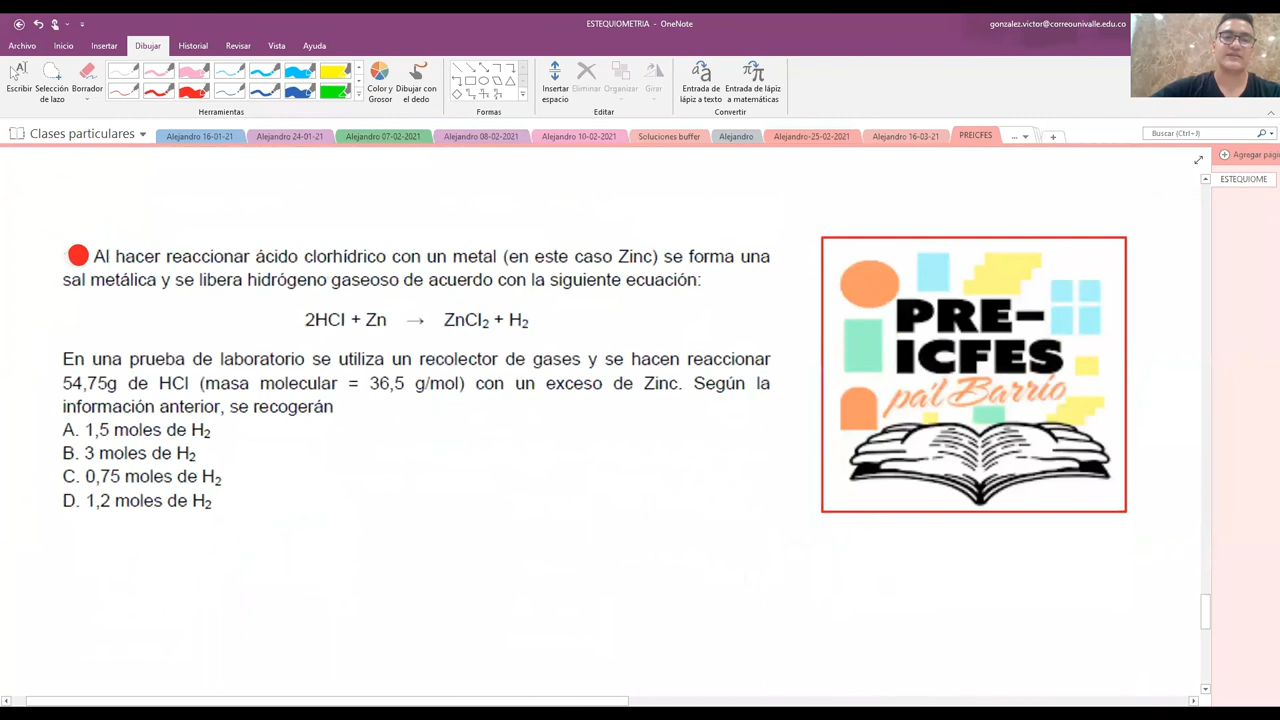 ESTEQUIOMETRIA - OneNote
gonzalez.victor@correounivalle.edu.co
Archivo Inicio Insertar Dibujar Historial Revisar Vista Ayuda
Escribir
Selección de lazo
Borrador
Color y Grosor
Dibujar con el dedo
Insertar espacio
Eliminar
Organizar
Girar
Entrada de lápiz a texto
Entrada de lápiz a matemáticas
Herramientas
Formas
Editar
Convertir
Clases particulares
Alejandro 16-01-21
Alejandro 24-01-21
Alejandro 07-02-2021
Alejandro 08-02-2021
Alejandro 10-02-2021
Soluciones buffer
Alejandro
Alejandro-25-02-2021
Alejandro 16-03-21
PREICFES
...
Buscar (Ctrl+J)
Agregar pági
ESTEQUIOME
Al hacer reaccionar ácido clorhídrico con un metal (en este caso Zinc) se forma una
sal metálica y se libera hidrógeno gaseoso de acuerdo con la siguiente ecuación:
2HCl + Zn → ZnCl₂ + H₂
En una prueba de laboratorio se utiliza un recolector de gases y se hacen reaccionar
54,75g de HCl (masa molecular = 36,5 g/mol) con un exceso de Zinc. Según la
información anterior, se recogerán
A. 1,5 moles de H₂
B. 3 moles de H₂
C. 0,75 moles de H₂
D. 1,2 moles de H₂
PRE-
ICFES
pa'l Barrio